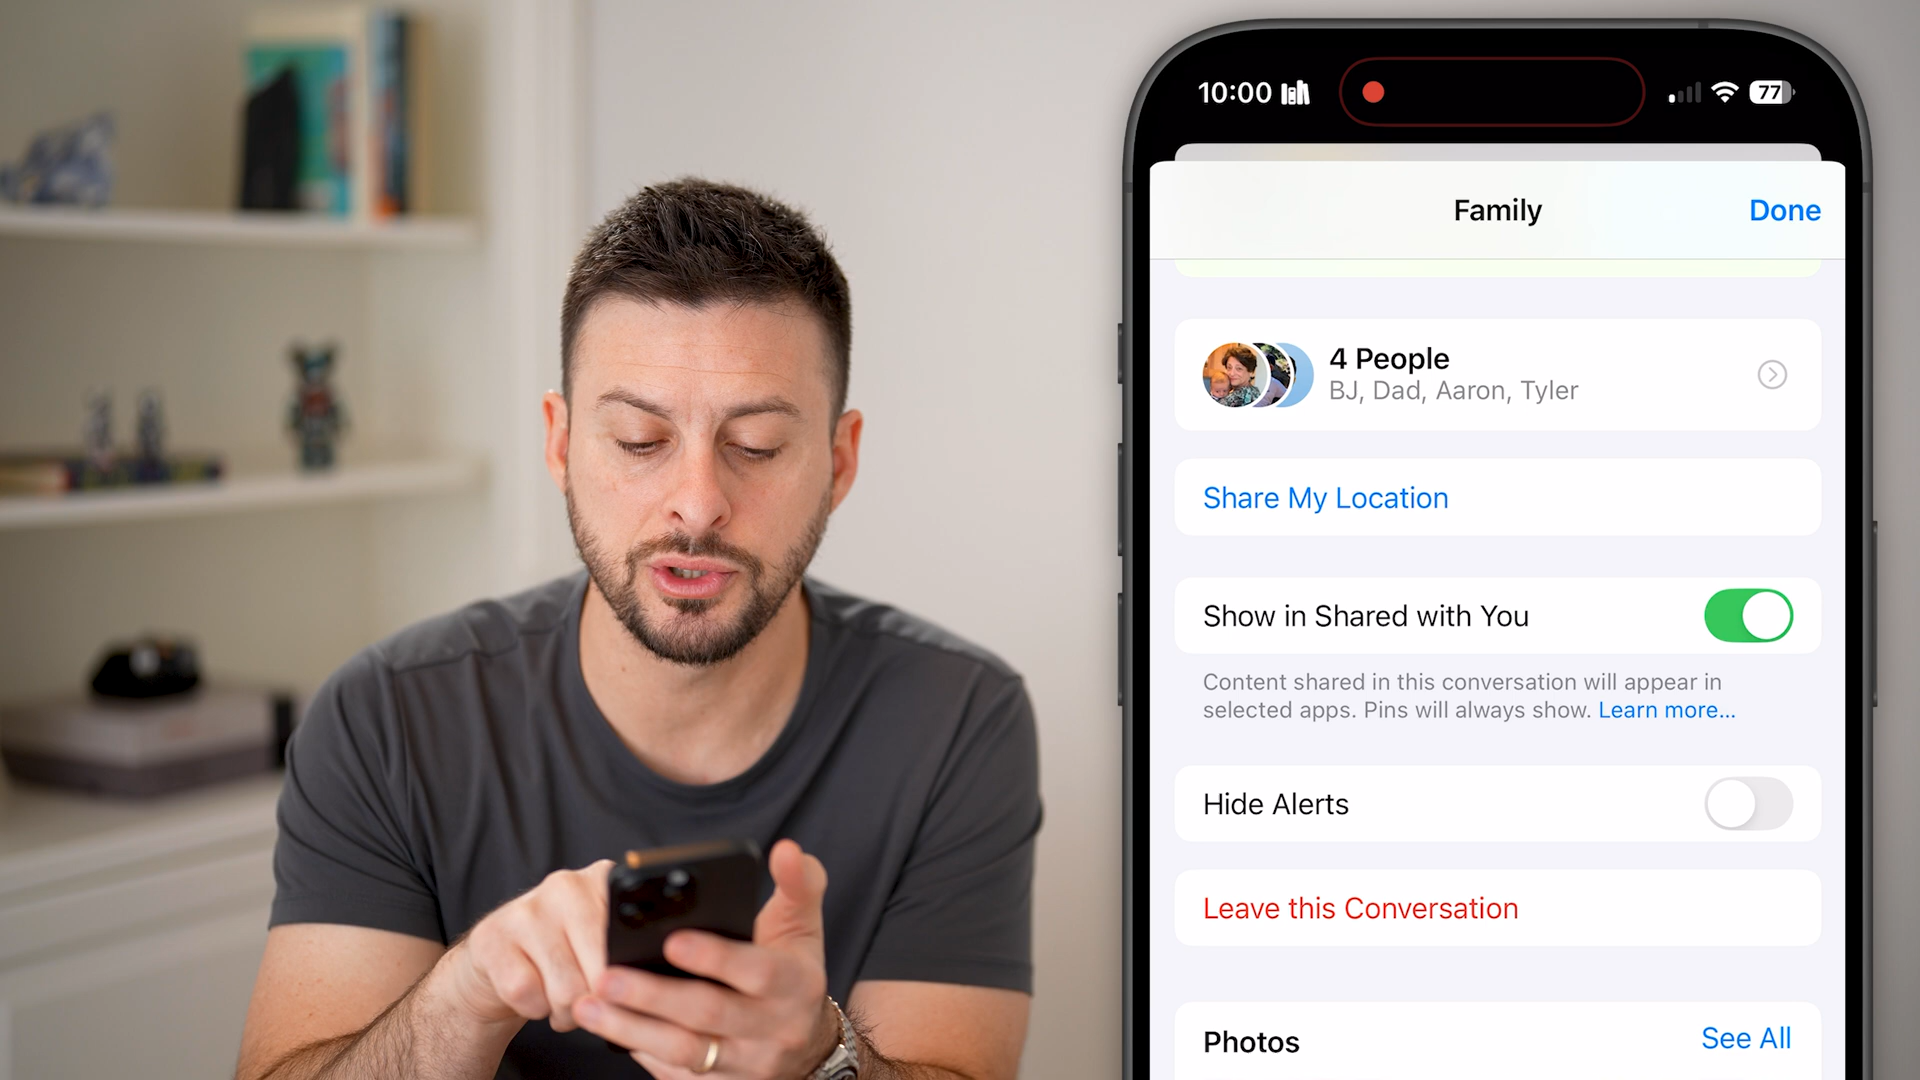 10:00
77
Family
Done
4 People
BJ, Dad, Aaron, Tyler
Share My Location
Show in Shared with You
Content shared in this conversation will appear in
selected apps. Pins will always show. Learn more...
Hide Alerts
Leave this Conversation
Photos
See All